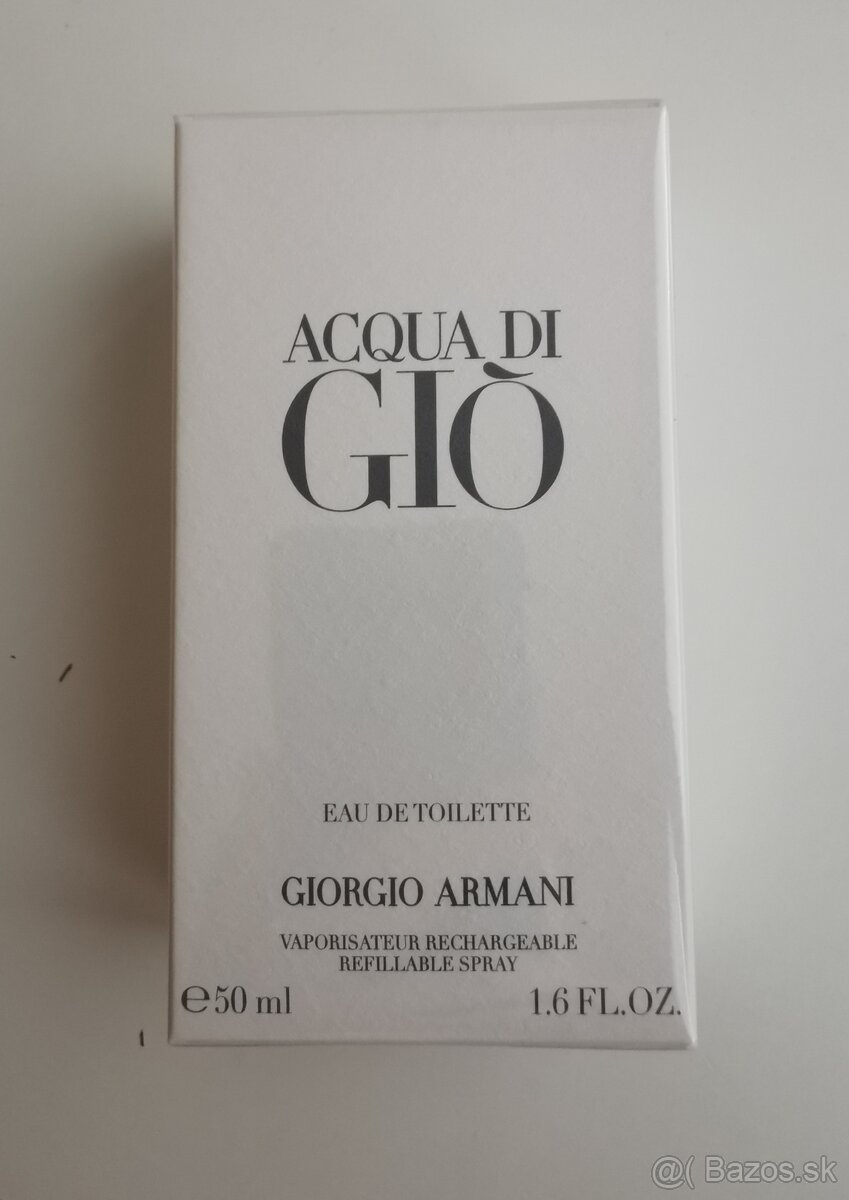 ACQUA DI
GIÒ
EAU DE TOILETTE
GIORGIO ARMANI
VAPORISATEUR RECHARGEABLE
REFILLABLE SPRAY
℮50 ml 1.6 FL.OZ.
@( Bazos.sk